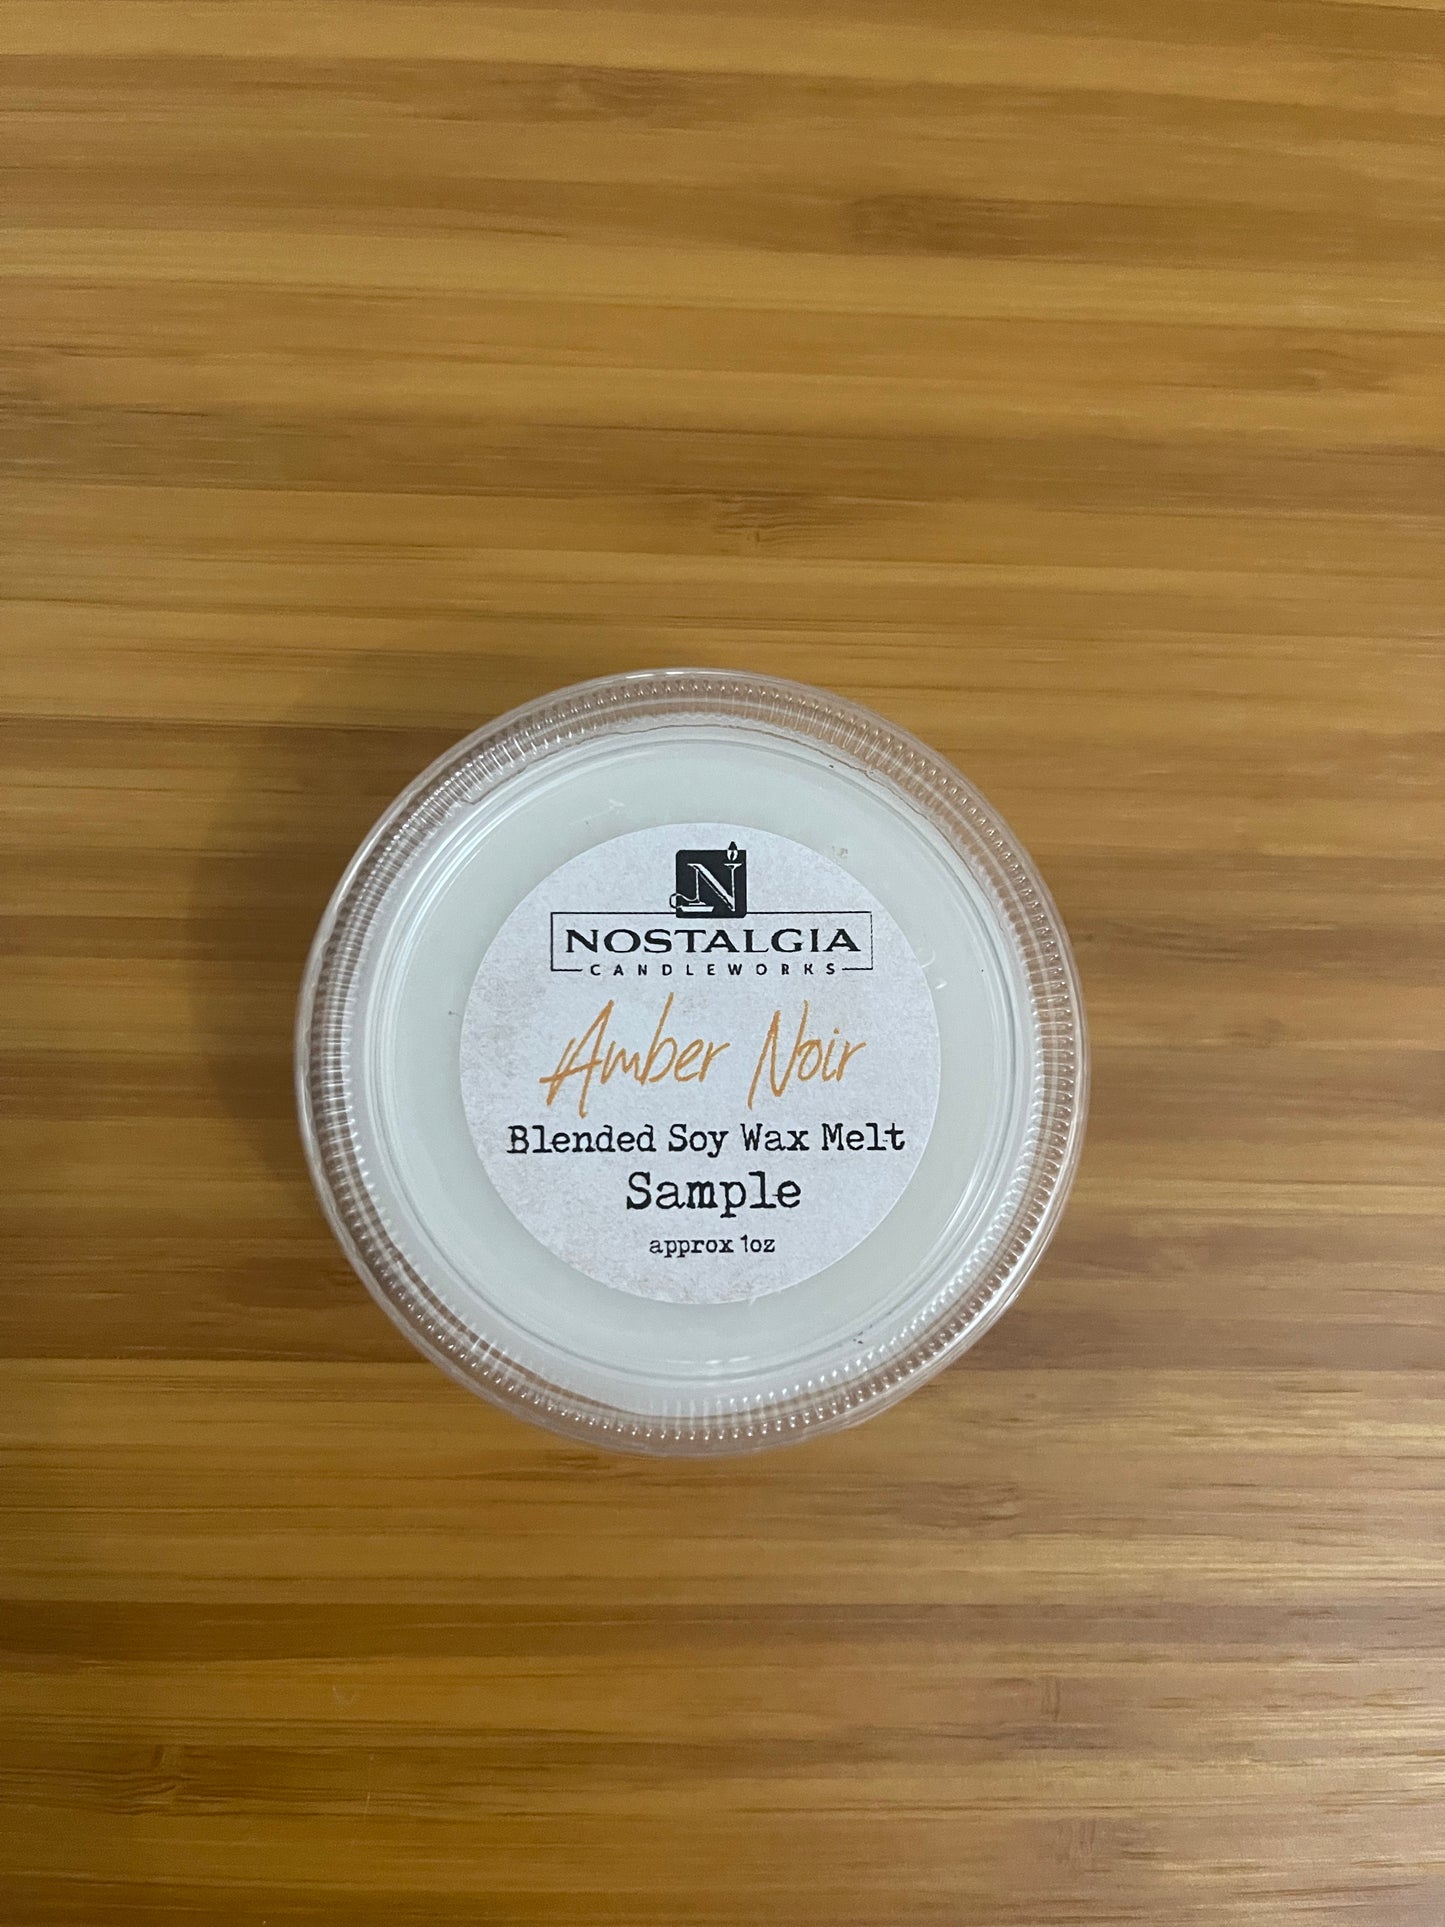 N
NOSTALGIA
CANDLEWORKS
Amber Noir
Blended Soy Wax Melt
Sample
approx 1oz